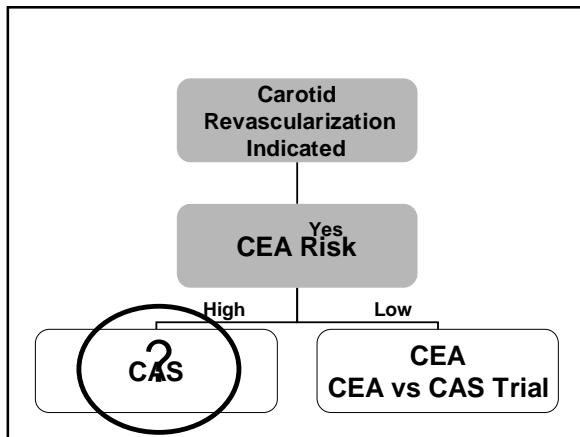 Carotid
Revascularization
Indicated
Yes
CEA Risk
High
Low
?
CAS
CEA
CEA vs CAS Trial